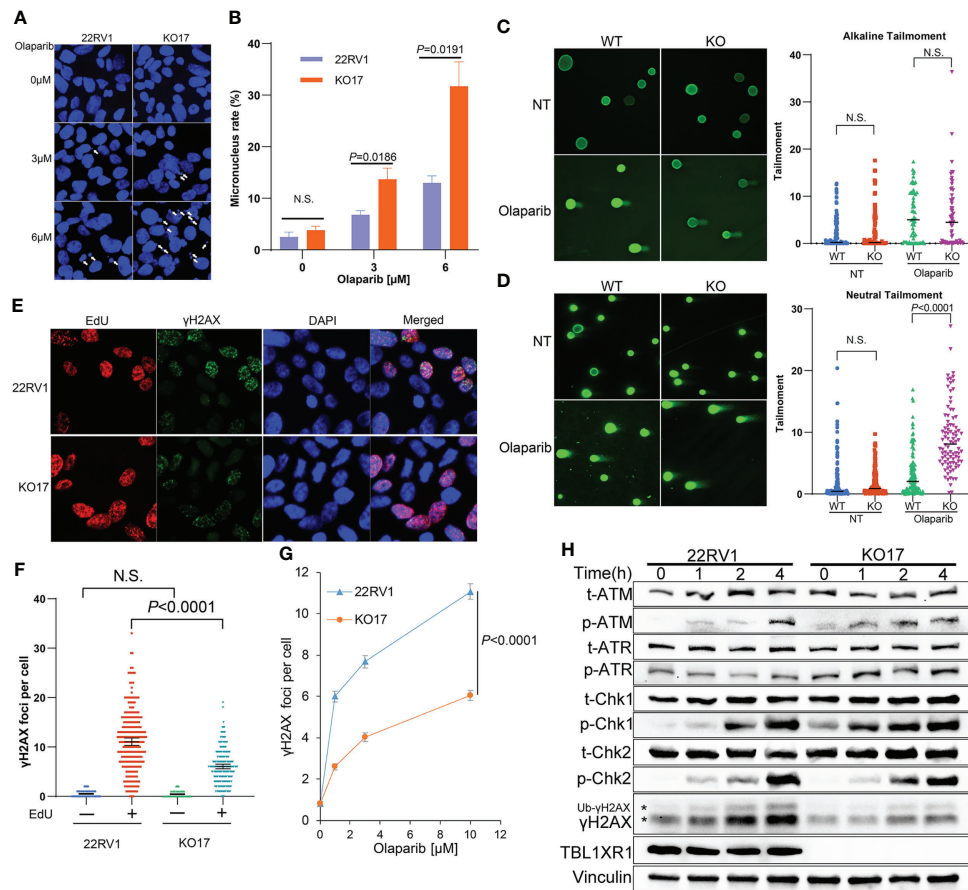 A
22RV1 KO17
Olaparib
0µM
3µM
6µM
B
40
30
20
10
0
Micronucleus rate (%)
22RV1
KO17
N.S.
P=0.0186
P=0.0191
0 3 6
Olaparib [µM]
C
WT KO
NT
Olaparib
Alkaline Tailmoment
N.S.
N.S.
40
30
20
10
0
Tailmoment
WT KO WT KO
NT Olaparib
D
WT KO
NT
Olaparib
Neutral Tailmoment
P<0.0001
N.S.
30
20
10
0
Tailmoment
WT KO WT KO
NT Olaparib
E
EdU γH2AX DAPI Merged
22RV1
KO17
F
N.S.
P<0.0001
40
30
20
10
0
γH2AX foci per cell
EdU — + — +
22RV1 KO17
G
14
12
10
8
6
4
2
0
γH2AX foci per cell
22RV1
KO17
P<0.0001
0 2 4 6 8 10 12
Olaparib [µM]
H
22RV1 KO17
Time(h) 0 1 2 4 0 1 2 4
t-ATM
p-ATM
t-ATR
p-ATR
t-Chk1
p-Chk1
t-Chk2
p-Chk2
Ub-γH2AX *
γH2AX *
TBL1XR1
Vinculin